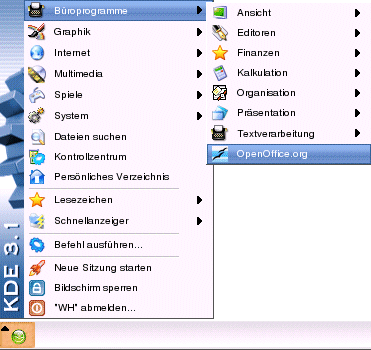 Büroprogramme
Graphik
Internet
Multimedia
Spiele
System
Dateien suchen
Kontrollzentrum
Persönliches Verzeichnis
Lesezeichen
Schnellanzeiger
Befehl ausführen...
Neue Sitzung starten
Bildschirm sperren
"WH" abmelden...
KDE 3.1
Ansicht
Editoren
Finanzen
Kalkulation
Organisation
Präsentation
Textverarbeitung
OpenOffice.org